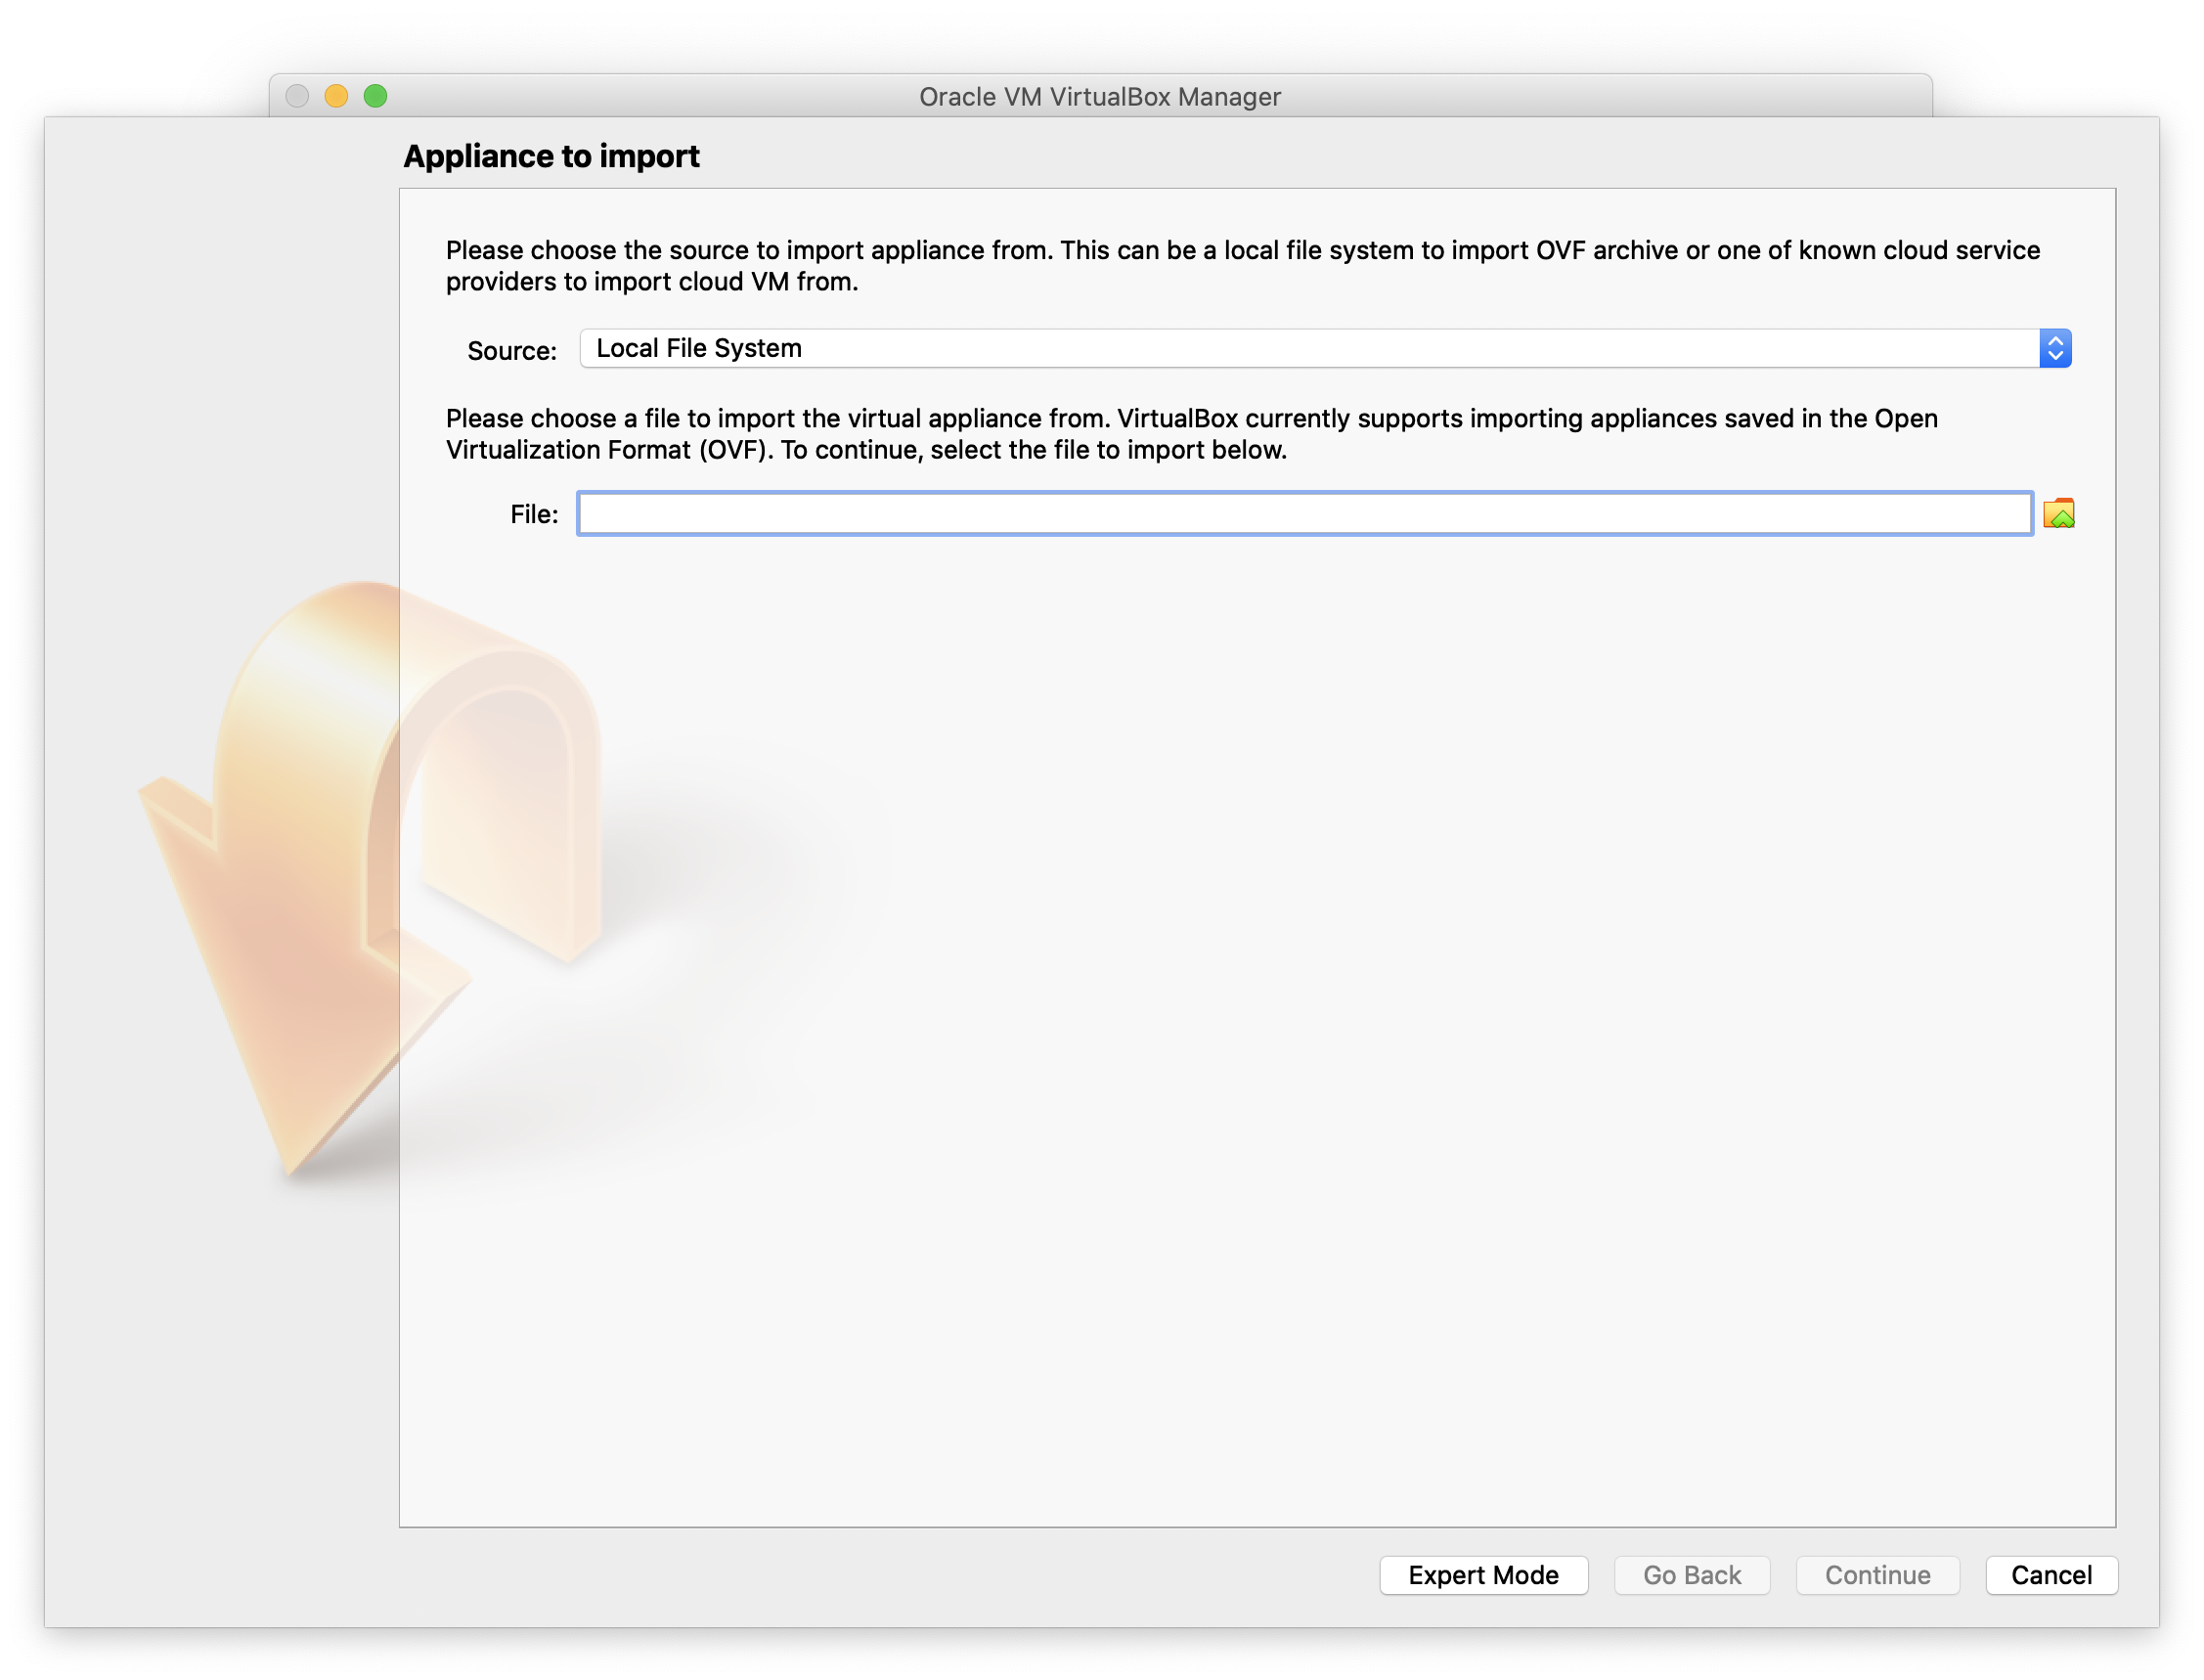 Oracle VM VirtualBox Manager
Appliance to import
Please choose the source to import appliance from. This can be a local file system to import OVF archive or one of known cloud service
providers to import cloud VM from.
Source: Local File System
Please choose a file to import the virtual appliance from. VirtualBox currently supports importing appliances saved in the Open
Virtualization Format (OVF). To continue, select the file to import below.
File:
Expert Mode Go Back Continue Cancel